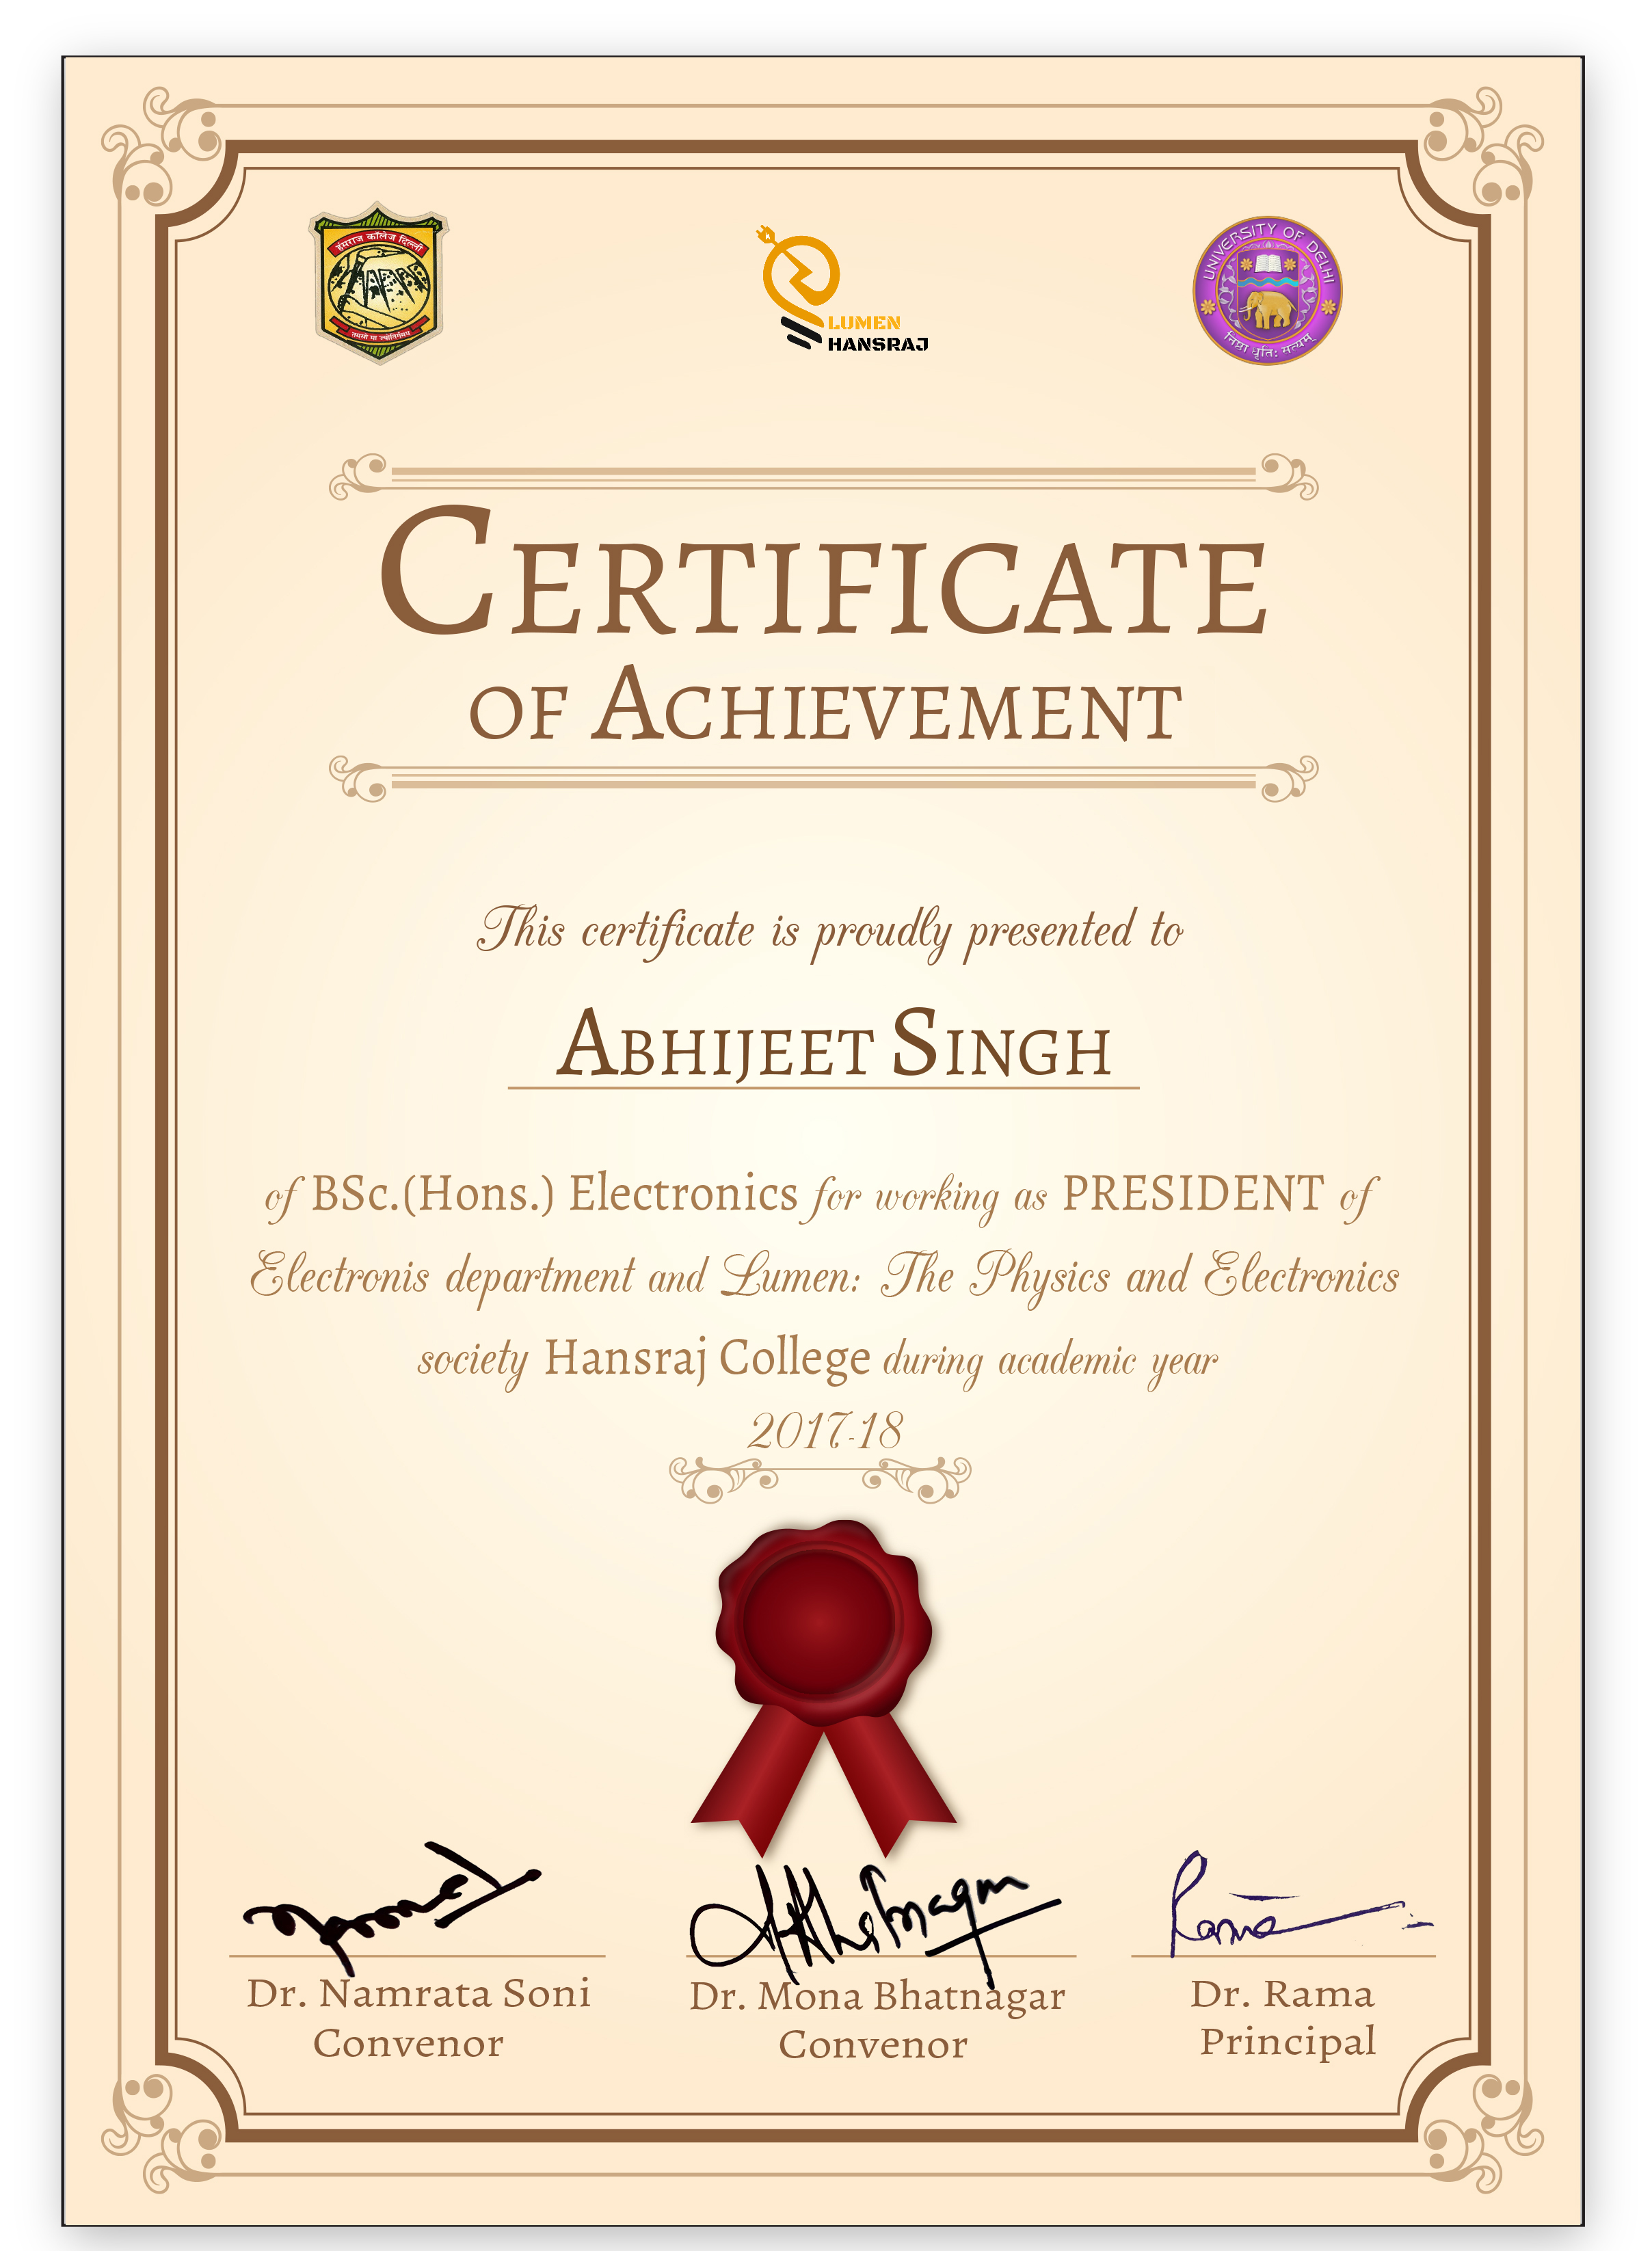 हंसराज कॉलेज दिल्ली
तमसो मा ज्योतिर्गमय
LUMEN
HANSRAJ
UNIVERSITY OF DELHI
निष्ठा धृति: सत्यम्
CERTIFICATE
OF ACHIEVEMENT
This certificate is proudly presented to
ABHIJEET SINGH
of BSc.(Hons.) Electronics for working as PRESIDENT of
Electronis department and Lumen: The Physics and Electronics
society Hansraj College during academic year
2017-18
Rama
Dr. Namrata Soni
Convenor
Dr. Mona Bhatnagar
Convenor
Dr. Rama
Principal